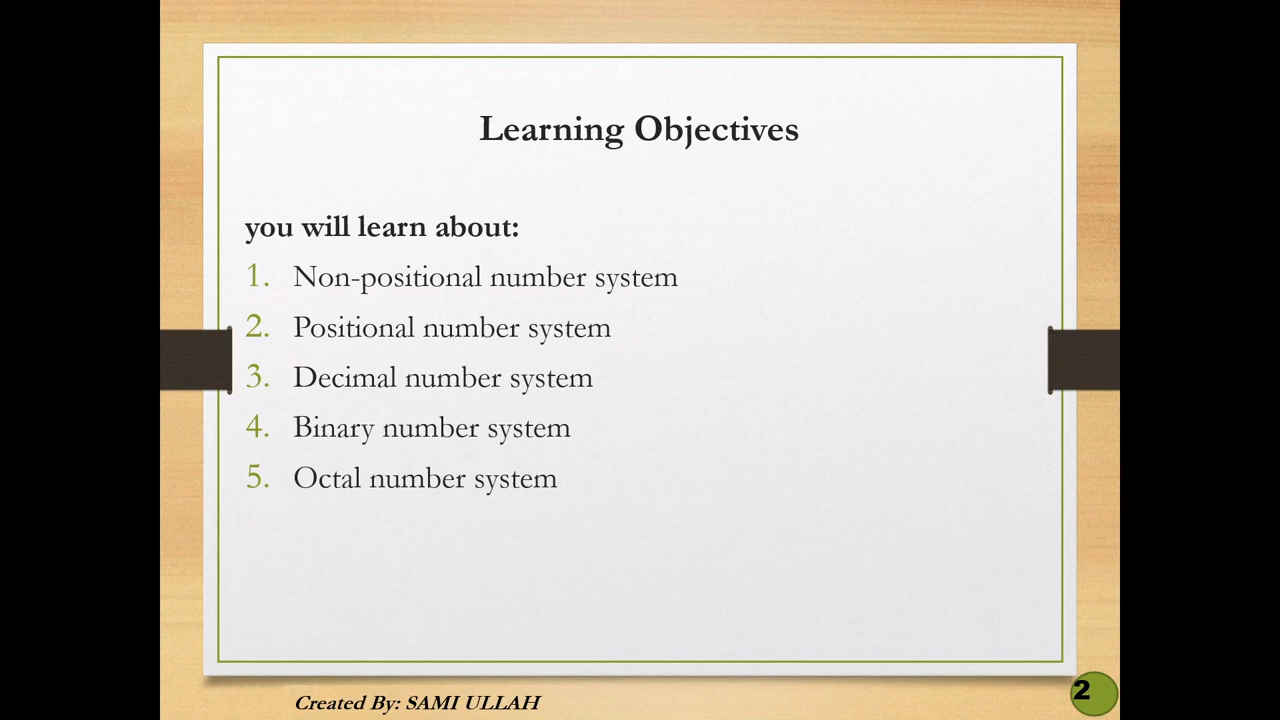 Learning Objectives
you will learn about:
1. Non-positional number system
2. Positional number system
3. Decimal number system
4. Binary number system
5. Octal number system
Created By: SAMI ULLAH
2